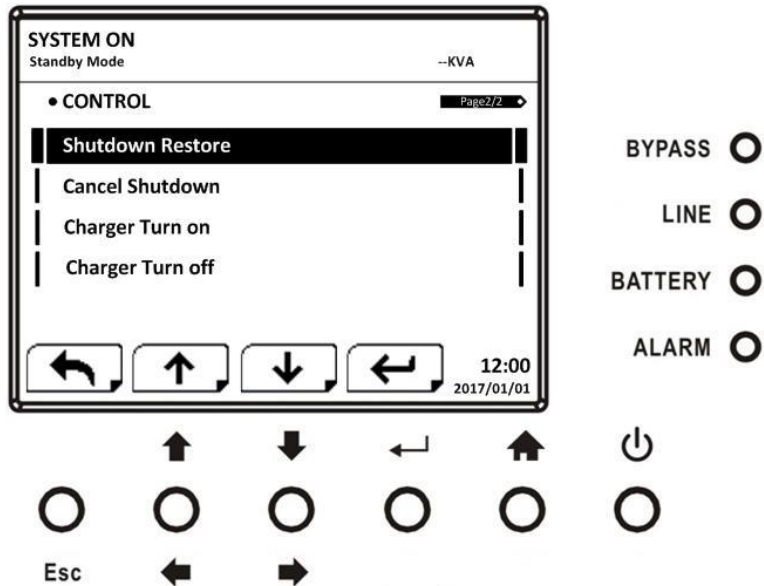 SYSTEM ON
Standby Mode --KVA
• CONTROL Page2/2
Shutdown Restore
Cancel Shutdown
Charger Turn on
Charger Turn off
12:00
2017/01/01
BYPASS
LINE
BATTERY
ALARM
Esc